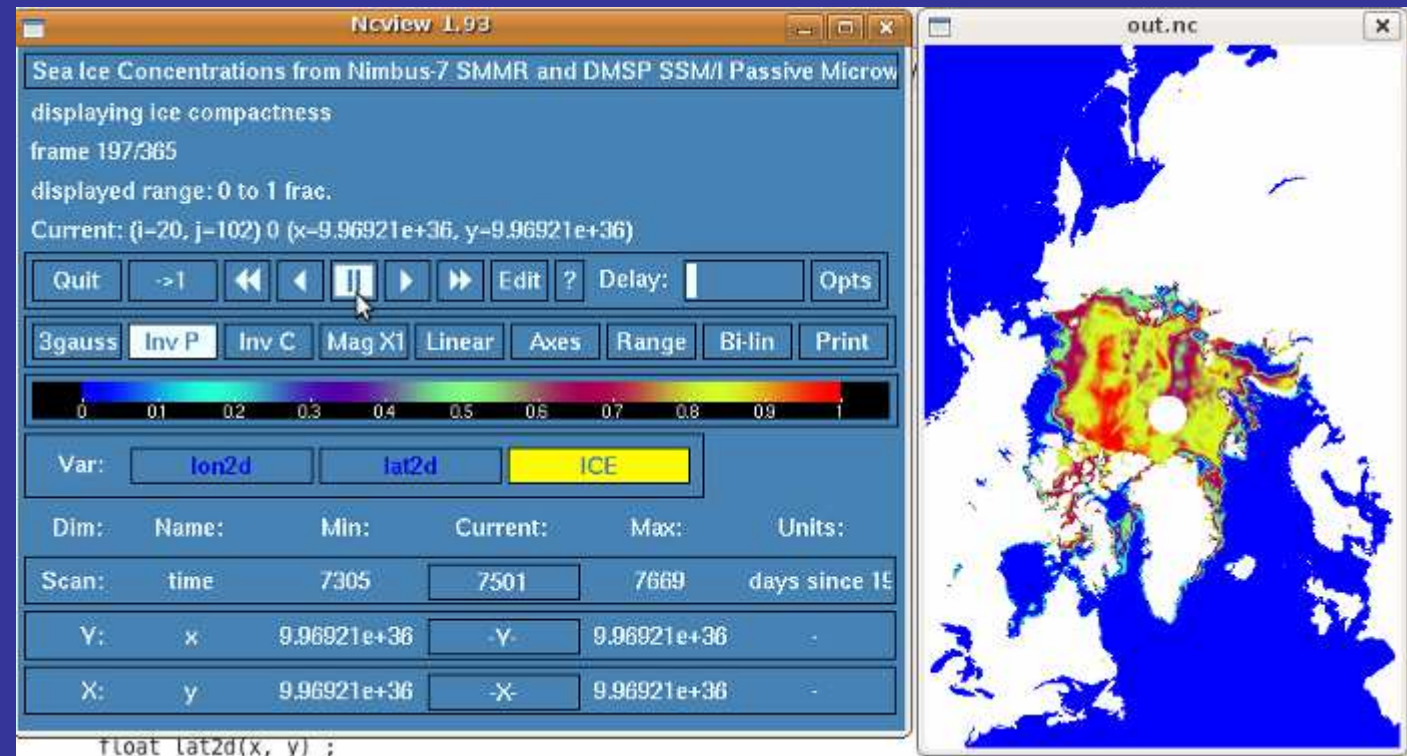 Ncview 1.93
Sea Ice Concentrations from Nimbus-7 SMMR and DMSP SSM/I Passive Microw
displaying ice compactness
frame 197/365
displayed range: 0 to 1 frac.
Current: (i=20, j=102) 0 (x=9.96921e+36, y=9.96921e+36)
Quit ->1 Edit ? Delay: Opts
3gauss Inv P Inv C Mag X1 Linear Axes Range Bi-lin Print
0 0.1 0.2 0.3 0.4 0.5 0.6 0.7 0.8 0.9 1
Var: lon2d lat2d ICE
Dim: Name: Min: Current: Max: Units:
Scan: time 7305 7501 7669 days since 19
Y: x 9.96921e+36 -Y- 9.96921e+36 -
X: y 9.96921e+36 -X- 9.96921e+36 -
float lat2d(x, y) ;
out.nc